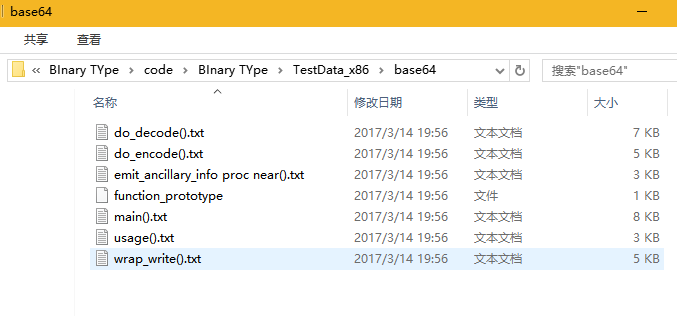 base64
共享 查看
« BInary TYpe › code › BInary TYpe › TestData_x86 › base64 搜索"base64"
名称 修改日期 类型 大小
do_decode().txt 2017/3/14 19:56 文本文档 7 KB
do_encode().txt 2017/3/14 19:56 文本文档 5 KB
emit_ancillary_info proc near().txt 2017/3/14 19:56 文本文档 3 KB
function_prototype 2017/3/14 19:56 文件 1 KB
main().txt 2017/3/14 19:56 文本文档 8 KB
usage().txt 2017/3/14 19:56 文本文档 3 KB
wrap_write().txt 2017/3/14 19:56 文本文档 5 KB